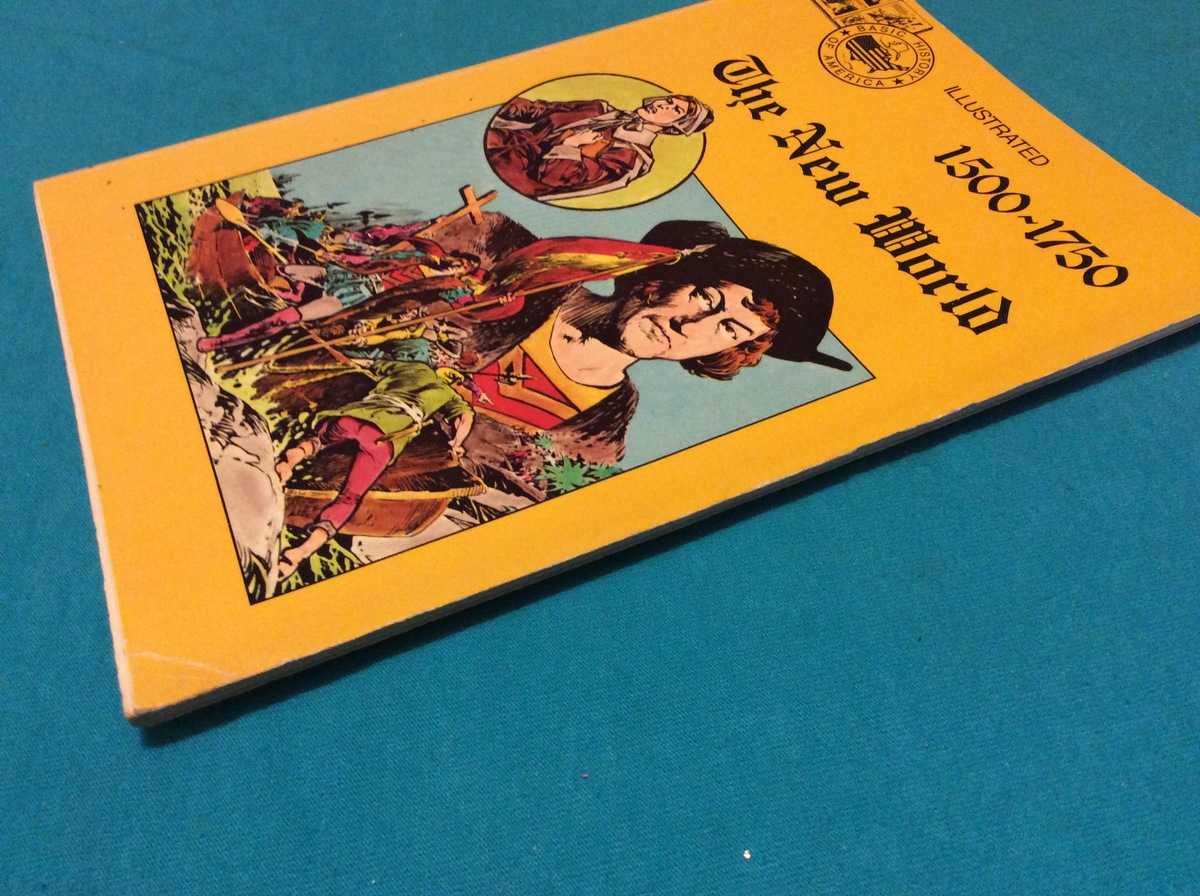 BASIC HISTORY
OF AMERICA
ILLUSTRATED
1500~1750
The New World